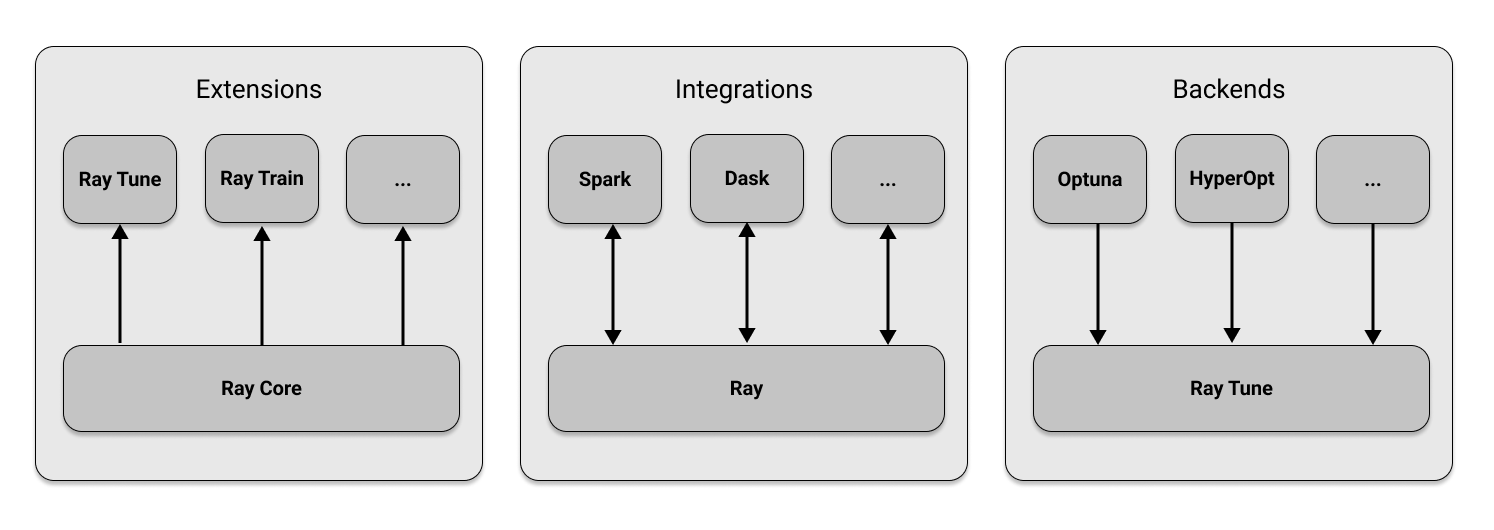 Extensions
Ray Tune
Ray Train
...
Ray Core
Integrations
Spark
Dask
...
Ray
Backends
Optuna
HyperOpt
...
Ray Tune